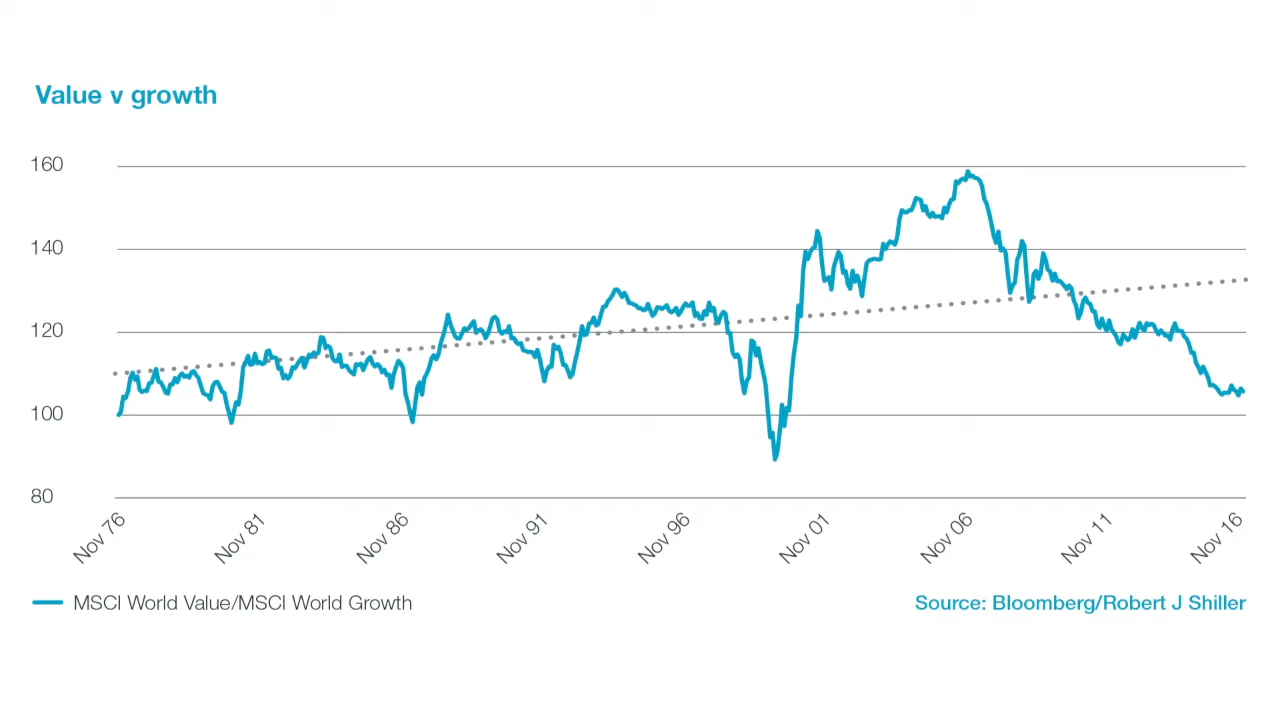 Value v growth
160
140
120
100
80
Nov 76
Nov 81
Nov 86
Nov 91
Nov 96
Nov 01
Nov 06
Nov 11
Nov 16
MSCI World Value/MSCI World Growth
Source: Bloomberg/Robert J Shiller